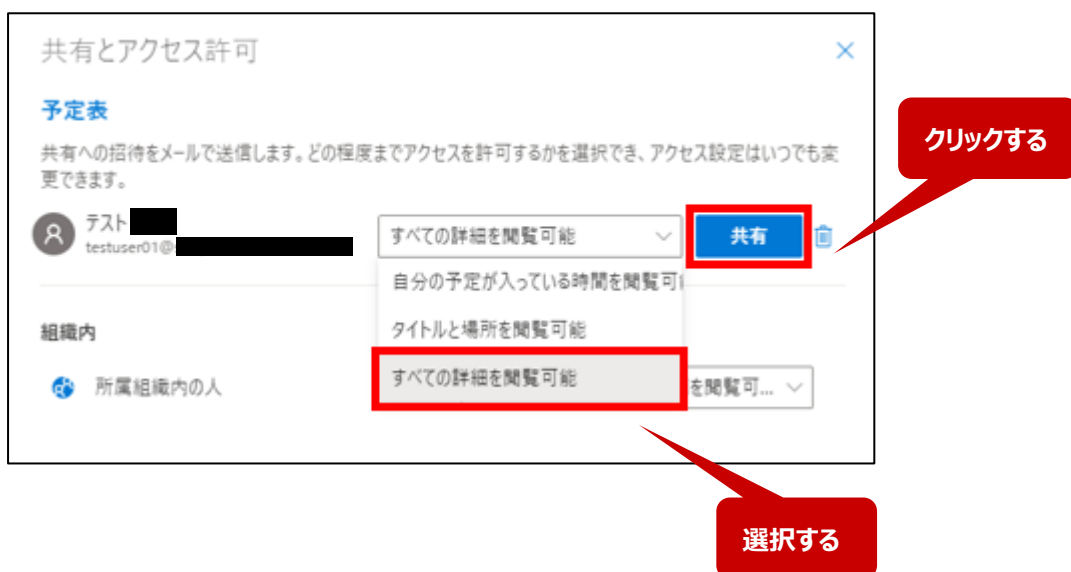 共有とアクセス許可
予定表
共有への招待をメールで送信します。どの程度までアクセスを許可するかを選択でき、アクセス設定はいつでも変
更できます。
テスト
testuser01@
すべての詳細を閲覧可能
共有
クリックする
自分の予定が入っている時間を閲覧可
タイトルと場所を閲覧可能
すべての詳細を閲覧可能
組織内
所属組織内の人
を閲覧可...
選択する